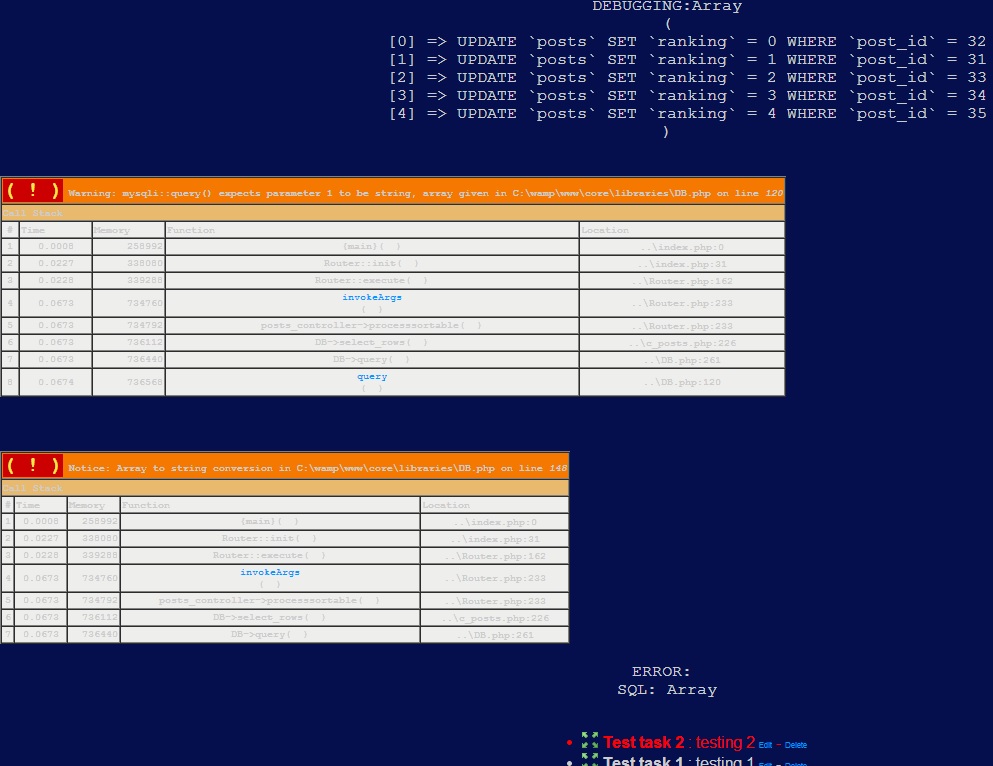 DEBUGGING:Array
(
[0] => UPDATE `posts` SET `ranking` = 0 WHERE `post_id` = 32
[1] => UPDATE `posts` SET `ranking` = 1 WHERE `post_id` = 31
[2] => UPDATE `posts` SET `ranking` = 2 WHERE `post_id` = 33
[3] => UPDATE `posts` SET `ranking` = 3 WHERE `post_id` = 34
[4] => UPDATE `posts` SET `ranking` = 4 WHERE `post_id` = 35
)
( ! ) Warning: mysqli::query() expects parameter 1 to be string, array given in C:\wamp\www\core\libraries\DB.php on line 120
Call Stack
# Time Memory Function Location
1 0.0008 258992 {main}( ) ..\index.php:0
2 0.0227 338080 Router::init( ) ..\index.php:31
3 0.0228 339288 Router::execute( ) ..\Router.php:162
4 0.0673 734760 invokeArgs ( ) ..\Router.php:233
5 0.0673 734792 posts_controller->processsortable( ) ..\Router.php:233
6 0.0673 736112 DB->select_rows( ) ..\c_posts.php:226
7 0.0673 736440 DB->query( ) ..\DB.php:261
8 0.0674 736568 query ( ) ..\DB.php:120
( ! ) Notice: Array to string conversion in C:\wamp\www\core\libraries\DB.php on line 148
Call Stack
# Time Memory Function Location
1 0.0008 258992 {main}( ) ..\index.php:0
2 0.0227 338080 Router::init( ) ..\index.php:31
3 0.0228 339288 Router::execute( ) ..\Router.php:162
4 0.0673 734760 invokeArgs ( ) ..\Router.php:233
5 0.0673 734792 posts_controller->processsortable( ) ..\Router.php:233
6 0.0673 736112 DB->select_rows( ) ..\c_posts.php:226
7 0.0673 736440 DB->query( ) ..\DB.php:261
ERROR:
SQL: Array
• Test task 2 : testing 2 Edit - Delete
• Test task 1 : testing 1 Edit - Delete